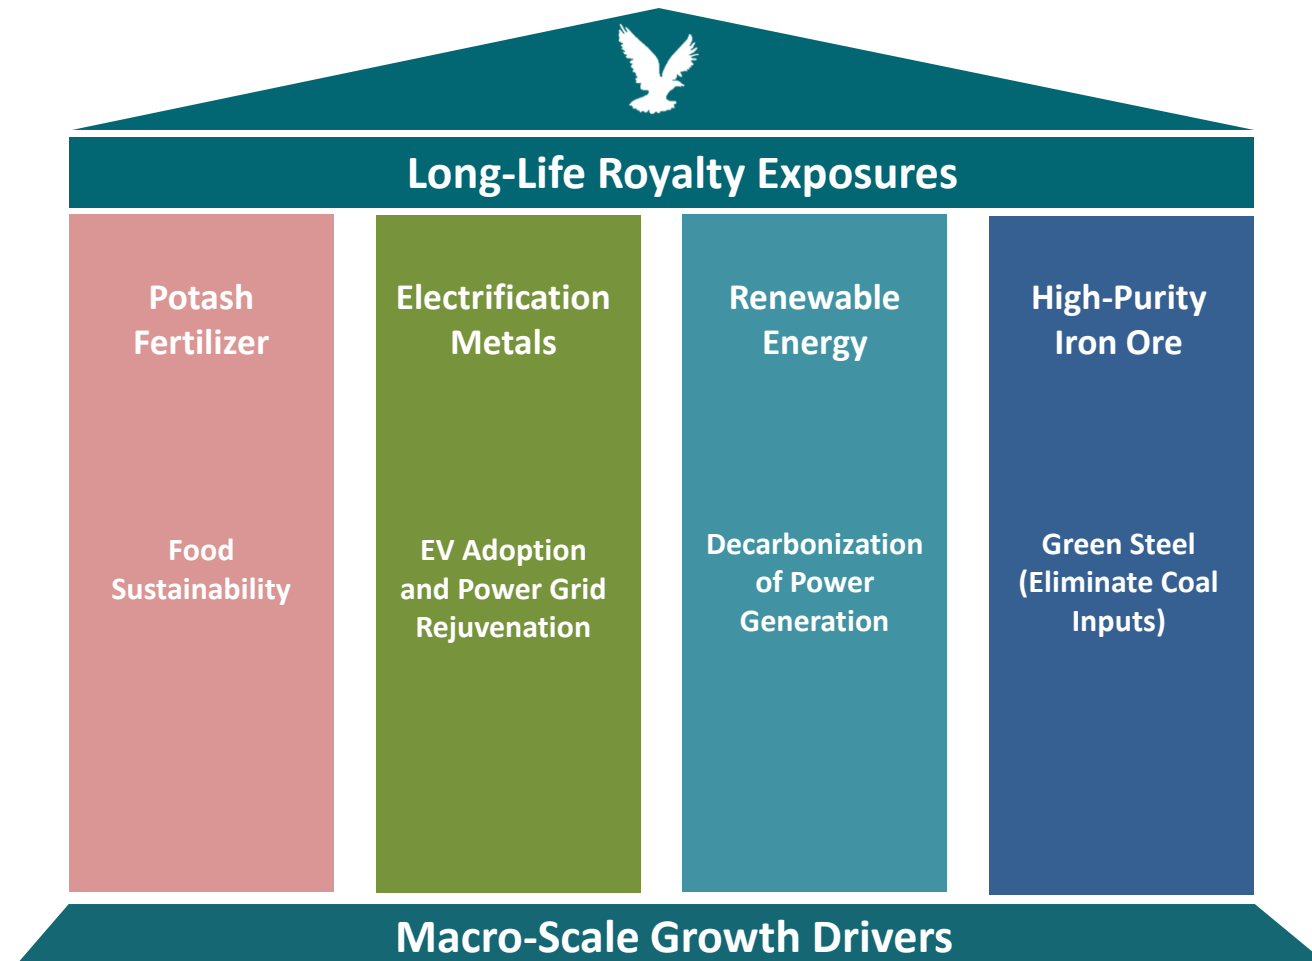 Long-Life Royalty Exposures
Potash
Fertilizer
Food
Sustainability
Electrification
Metals
EV Adoption
and Power Grid
Rejuvenation
Renewable
Energy
Decarbonization
of Power
Generation
High-Purity
Iron Ore
Green Steel
(Eliminate Coal
Inputs)
Macro-Scale Growth Drivers